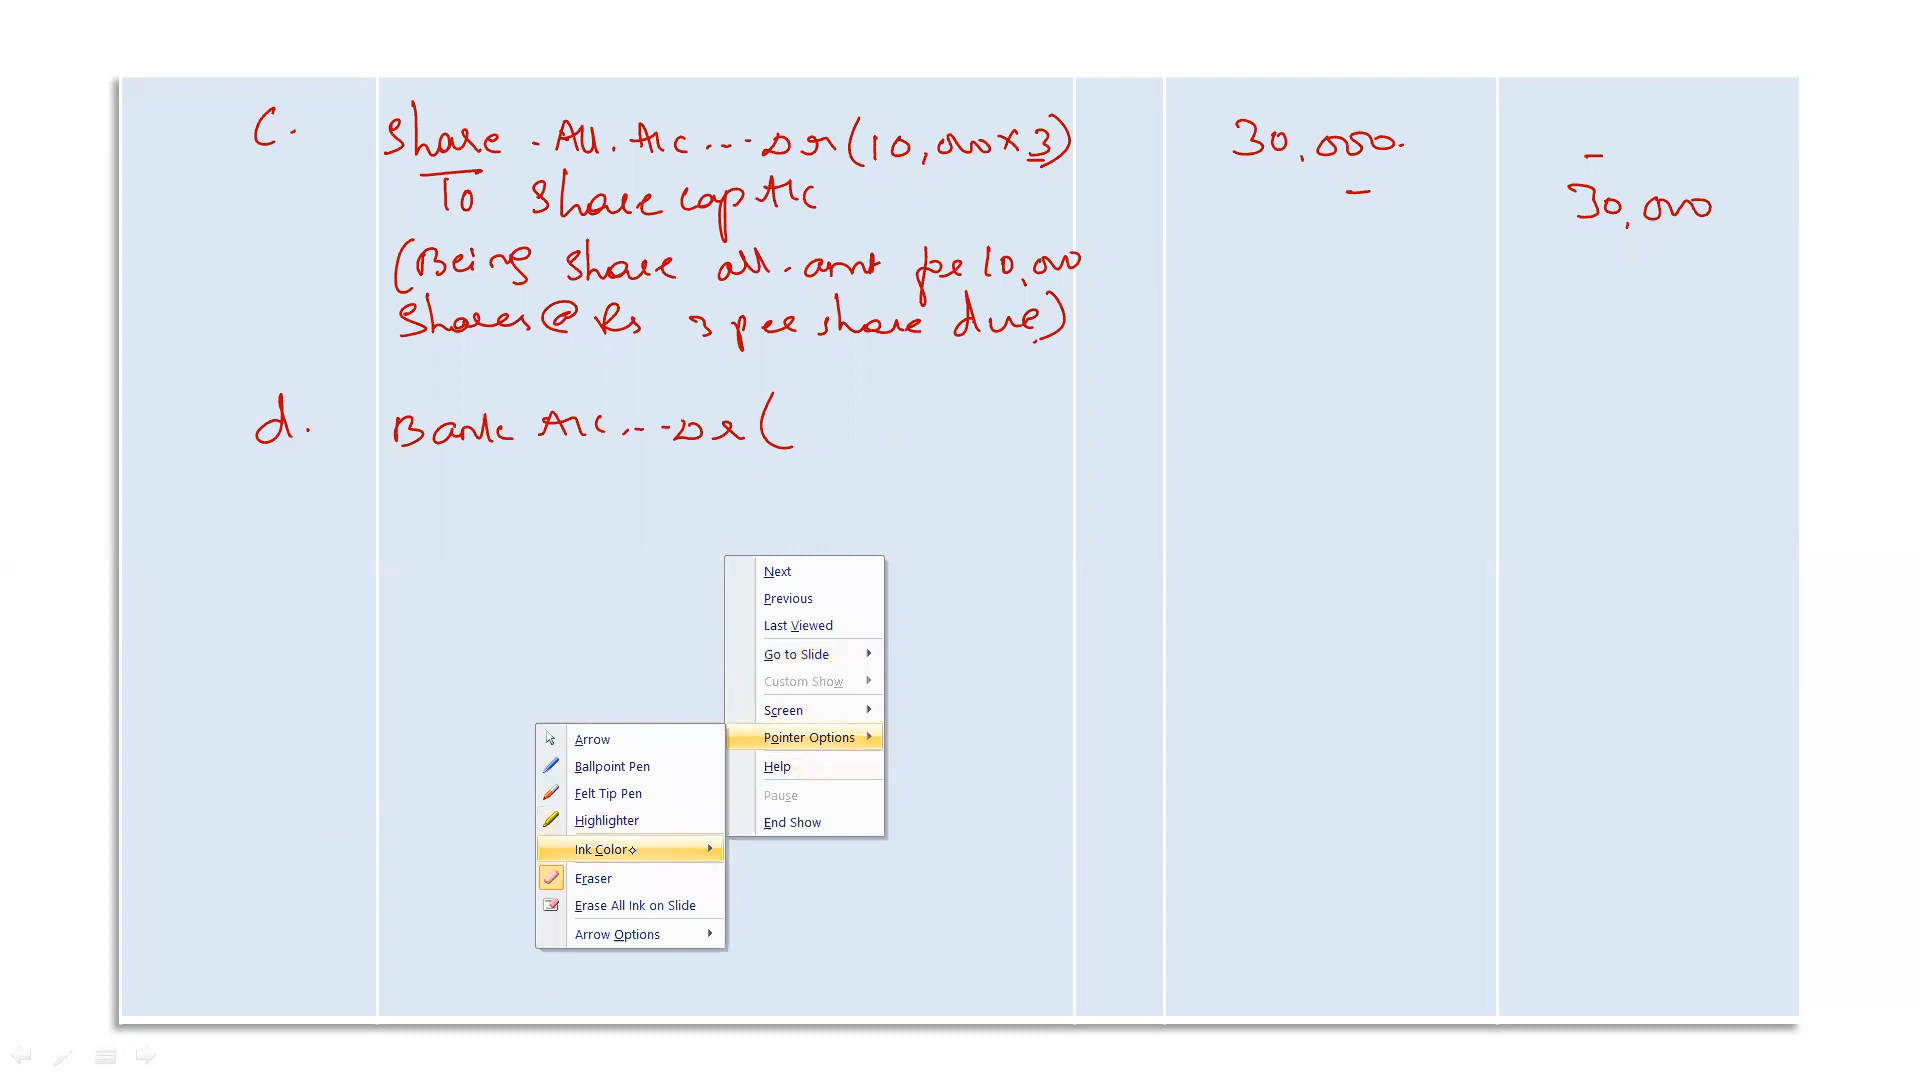 C. Share. All. A/c ... Dr (10,000 x 3) 30,000. -
To Share cap A/c - 30,000
(Being share all. amt for 10,000
shares @ Rs 3 per share due)
d. Bank A/c ... Dr (
Next
Previous
Last Viewed
Go to Slide
Custom Show
Screen
Pointer Options
Help
Pause
End Show
Arrow
Ballpoint Pen
Felt Tip Pen
Highlighter
Ink Color
Eraser
Erase All Ink on Slide
Arrow Options